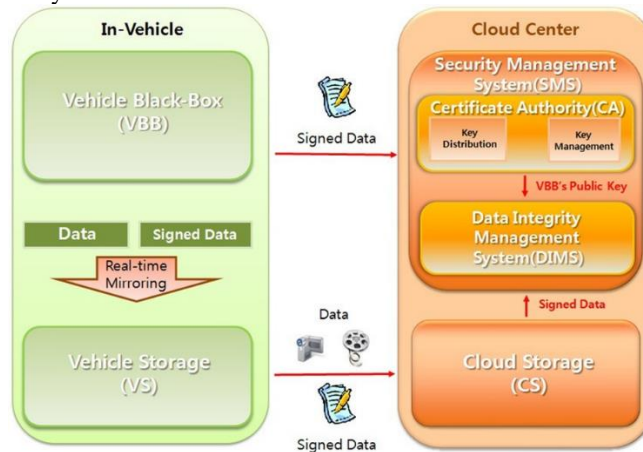 In-Vehicle
Vehicle Black-Box
(VBB)
Data
Signed Data
Real-time
Mirroring
Vehicle Storage
(VS)
Signed Data
Data
Signed Data
Cloud Center
Security Management
System(SMS)
Certificate Authority(CA)
Key
Distribution
Key
Management
VBB's Public Key
Data Integrity
Management
System(DIMS)
Signed Data
Cloud Storage
(CS)